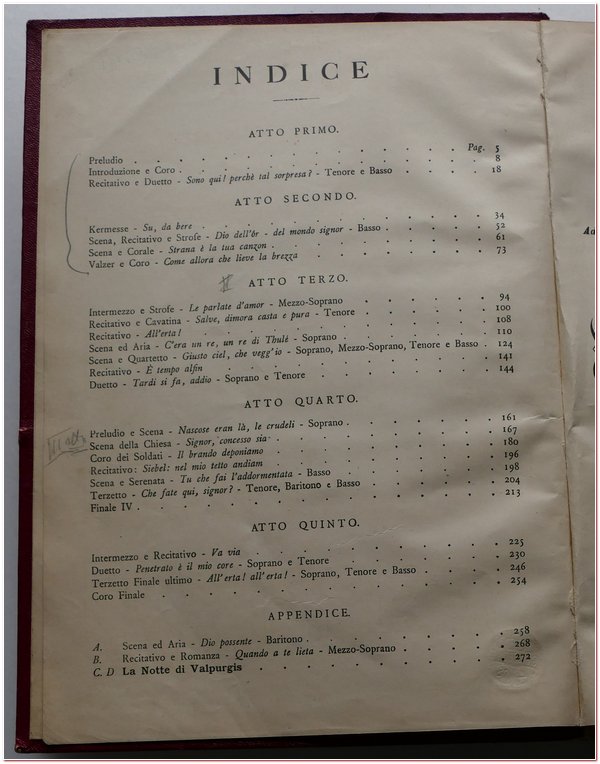 INDICE
ATTO PRIMO.
Pag.
Preludio 5
Introduzione e Coro 8
Recitativo e Duetto - Sono qui! perchè tal sorpresa? - Tenore e Basso 18
ATTO SECONDO.
Kermesse - Su, da bere 34
Scena, Recitativo e Strofe - Dio dell'òr - del mondo signor - Basso 52
Scena e Corale - Strana è la tua canzon 61
Valzer e Coro - Come allora che lieve la brezza 73
ATTO TERZO.
Intermezzo e Strofe - Le parlate d'amor - Mezzo-Soprano 94
Recitativo e Cavatina - Salve, dimora casta e pura - Tenore 100
Recitativo - All'erta! 108
Scena ed Aria - C'era un re, un re di Thulé - Soprano 110
Scena e Quartetto - Giusto ciel, che vegg'io - Soprano, Mezzo-Soprano, Tenore e Basso 124
Recitativo - È tempo alfin 141
Duetto - Tardi si fa, addio - Soprano e Tenore 144
ATTO QUARTO.
Preludio e Scena - Nascose eran là, le crudeli - Soprano 161
Scena della Chiesa - Signor, concesso sia 167
Coro dei Soldati - Il brando deponiamo 180
Recitativo: Siebel: nel mio tetto andiam 196
Scena e Serenata - Tu che fai l'addormentata - Basso 198
Terzetto - Che fate qui, signor? - Tenore, Baritono e Basso 204
Finale IV 213
ATTO QUINTO.
Intermezzo e Recitativo - Va via 225
Duetto - Penetrato è il mio core - Soprano e Tenore 230
Terzetto Finale ultimo - All'erta! all'erta! - Soprano, Tenore e Basso 246
Coro Finale 254
APPENDICE.
A. Scena ed Aria - Dio possente - Baritono 258
B. Recitativo e Romanza - Quando a te lieta - Mezzo-Soprano 268
C. D La Notte di Valpurgis 272